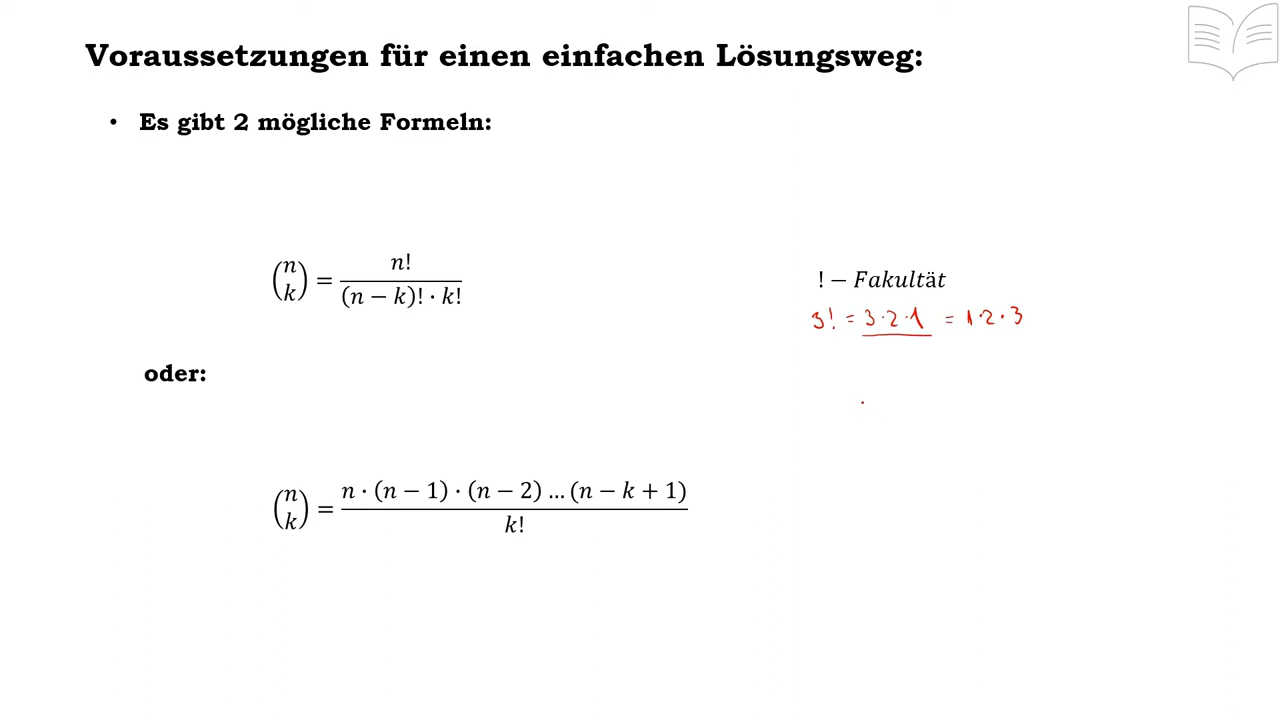 Voraussetzungen für einen einfachen Lösungsweg:
• Es gibt 2 mögliche Formeln:
(n k) = n! / ((n − k)! · k!)
! − Fakultät
3! = 3·2·1 = 1·2·3
oder:
(n k) = n · (n − 1) · (n − 2) … (n − k + 1) / k!